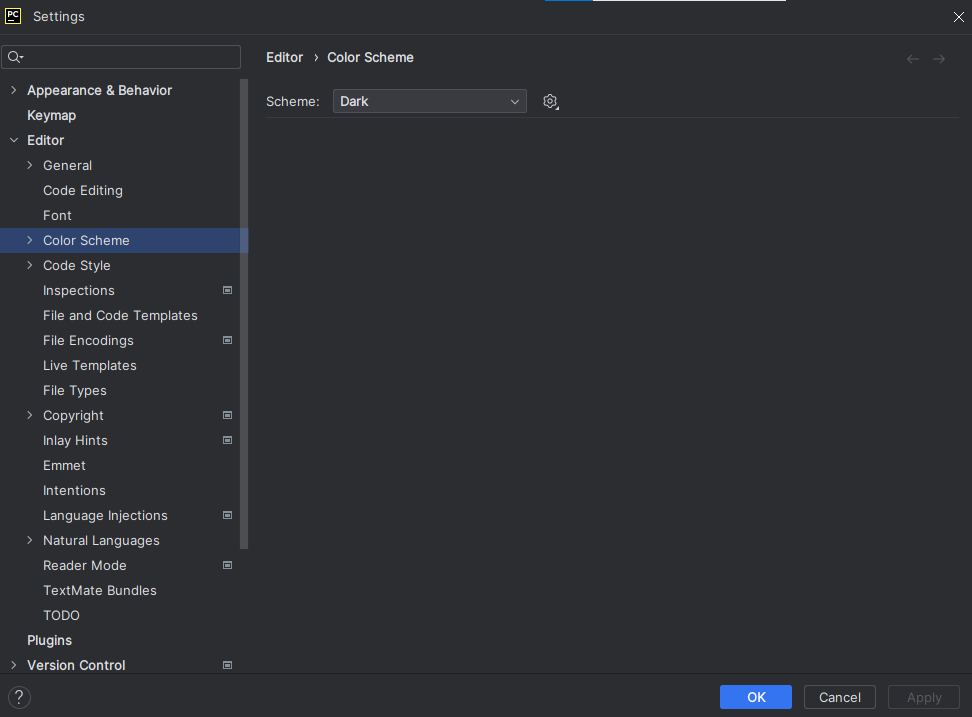 PC Settings
Editor › Color Scheme
Scheme: Dark
Appearance & Behavior
Keymap
Editor
General
Code Editing
Font
Color Scheme
Code Style
Inspections
File and Code Templates
File Encodings
Live Templates
File Types
Copyright
Inlay Hints
Emmet
Intentions
Language Injections
Natural Languages
Reader Mode
TextMate Bundles
TODO
Plugins
Version Control
? OK Cancel Apply